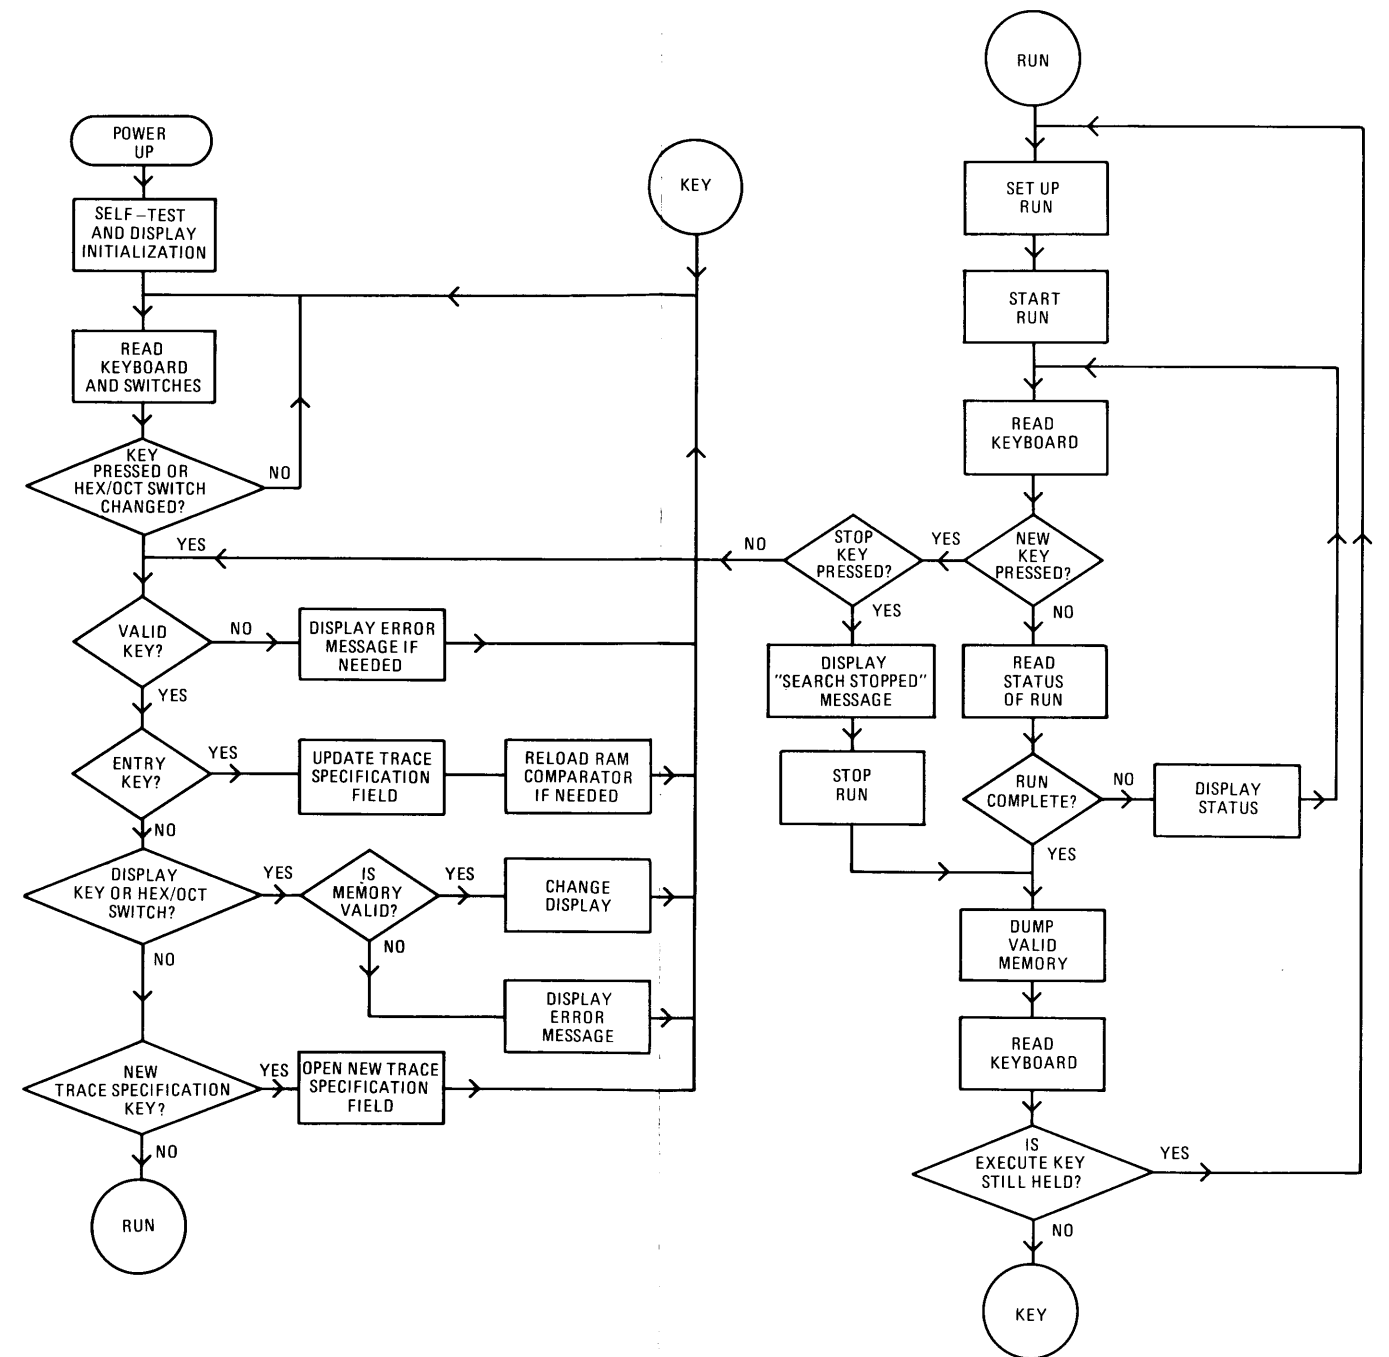 POWER
UP
SELF-TEST
AND DISPLAY
INITIALIZATION
READ
KEYBOARD
AND SWITCHES
KEY
PRESSED OR
HEX/OCT SWITCH
CHANGED?
NO
YES
VALID
KEY?
NO
DISPLAY ERROR
MESSAGE IF
NEEDED
YES
ENTRY
KEY?
YES
UPDATE TRACE
SPECIFICATION
FIELD
RELOAD RAM
COMPARATOR
IF NEEDED
NO
DISPLAY
KEY OR HEX/OCT
SWITCH?
YES
IS
MEMORY
VALID?
YES
CHANGE
DISPLAY
NO
DISPLAY
ERROR
MESSAGE
NO
NEW
TRACE SPECIFICATION
KEY?
YES
OPEN NEW TRACE
SPECIFICATION
FIELD
NO
RUN
KEY
RUN
SET UP
RUN
START
RUN
READ
KEYBOARD
NEW
KEY
PRESSED?
YES
STOP
KEY
PRESSED?
NO
YES
DISPLAY
"SEARCH STOPPED"
MESSAGE
STOP
RUN
NO
READ
STATUS
OF RUN
RUN
COMPLETE?
NO
DISPLAY
STATUS
YES
DUMP
VALID
MEMORY
READ
KEYBOARD
IS
EXECUTE KEY
STILL HELD?
YES
NO
KEY